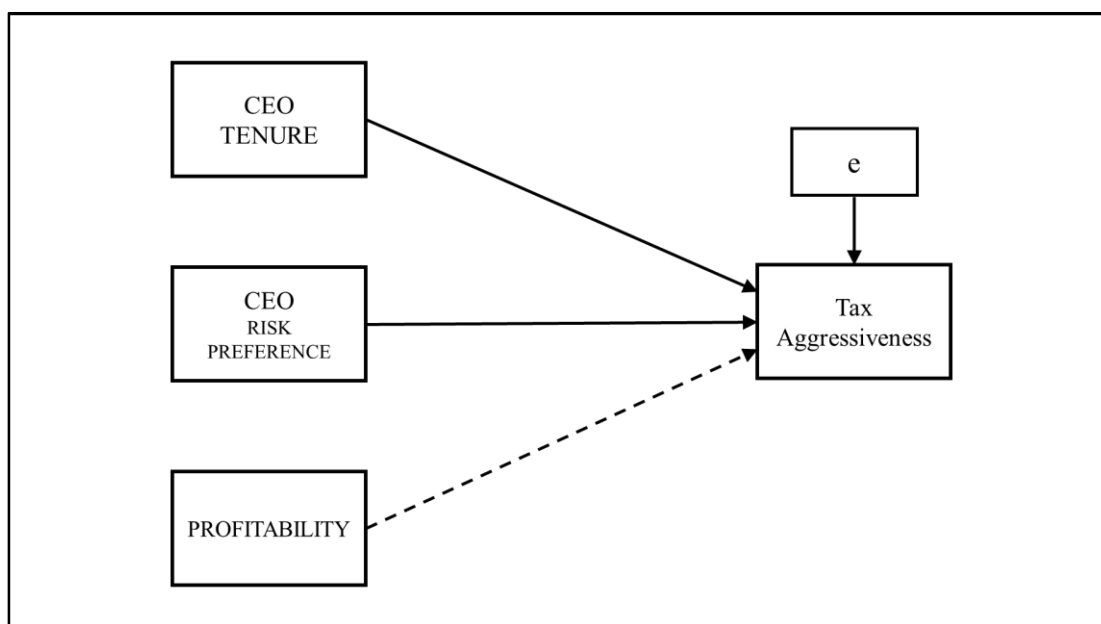 CEO
TENURE
e
CEO
RISK
PREFERENCE
Tax
Aggressiveness
PROFITABILITY